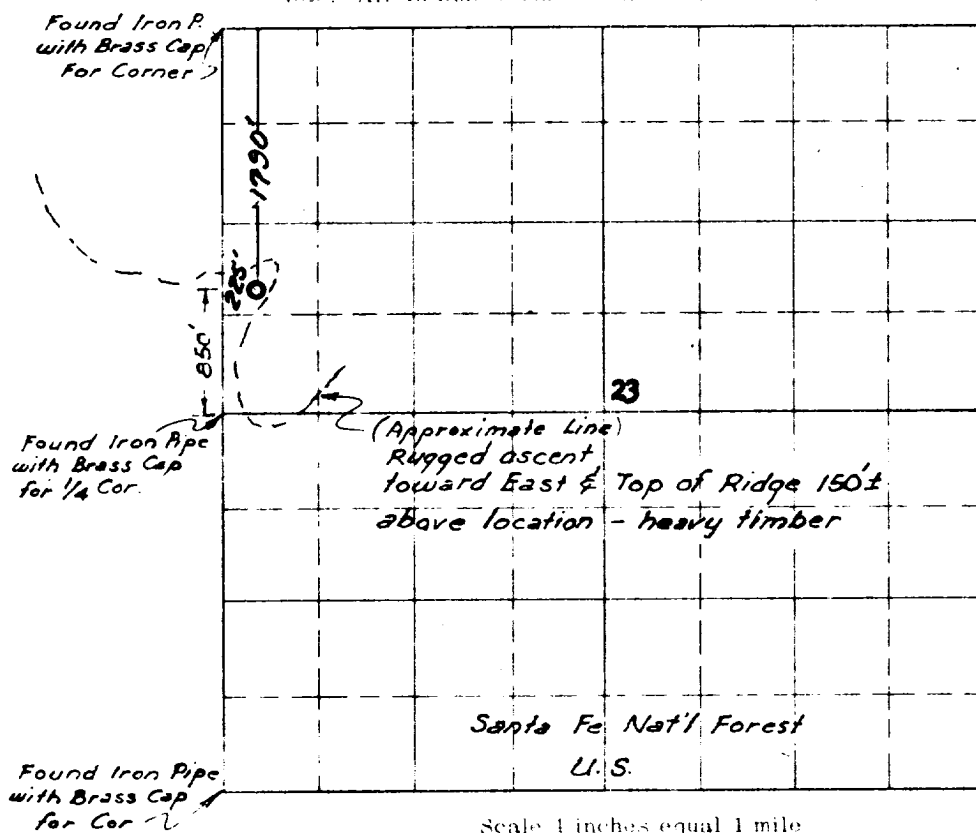 Found Iron P.
with Brass Cap
For Corner
1790'
225'
850'
23
Found Iron Pipe
with Brass Cap
for 1/4 Cor.
(Approximate Line)
Rugged ascent
toward East & Top of Ridge 150'±
above location - heavy timber
Santa Fe Nat'l Forest
U.S.
Found Iron Pipe
with Brass Cap
for Cor
Scale 4 inches equal 1 mile